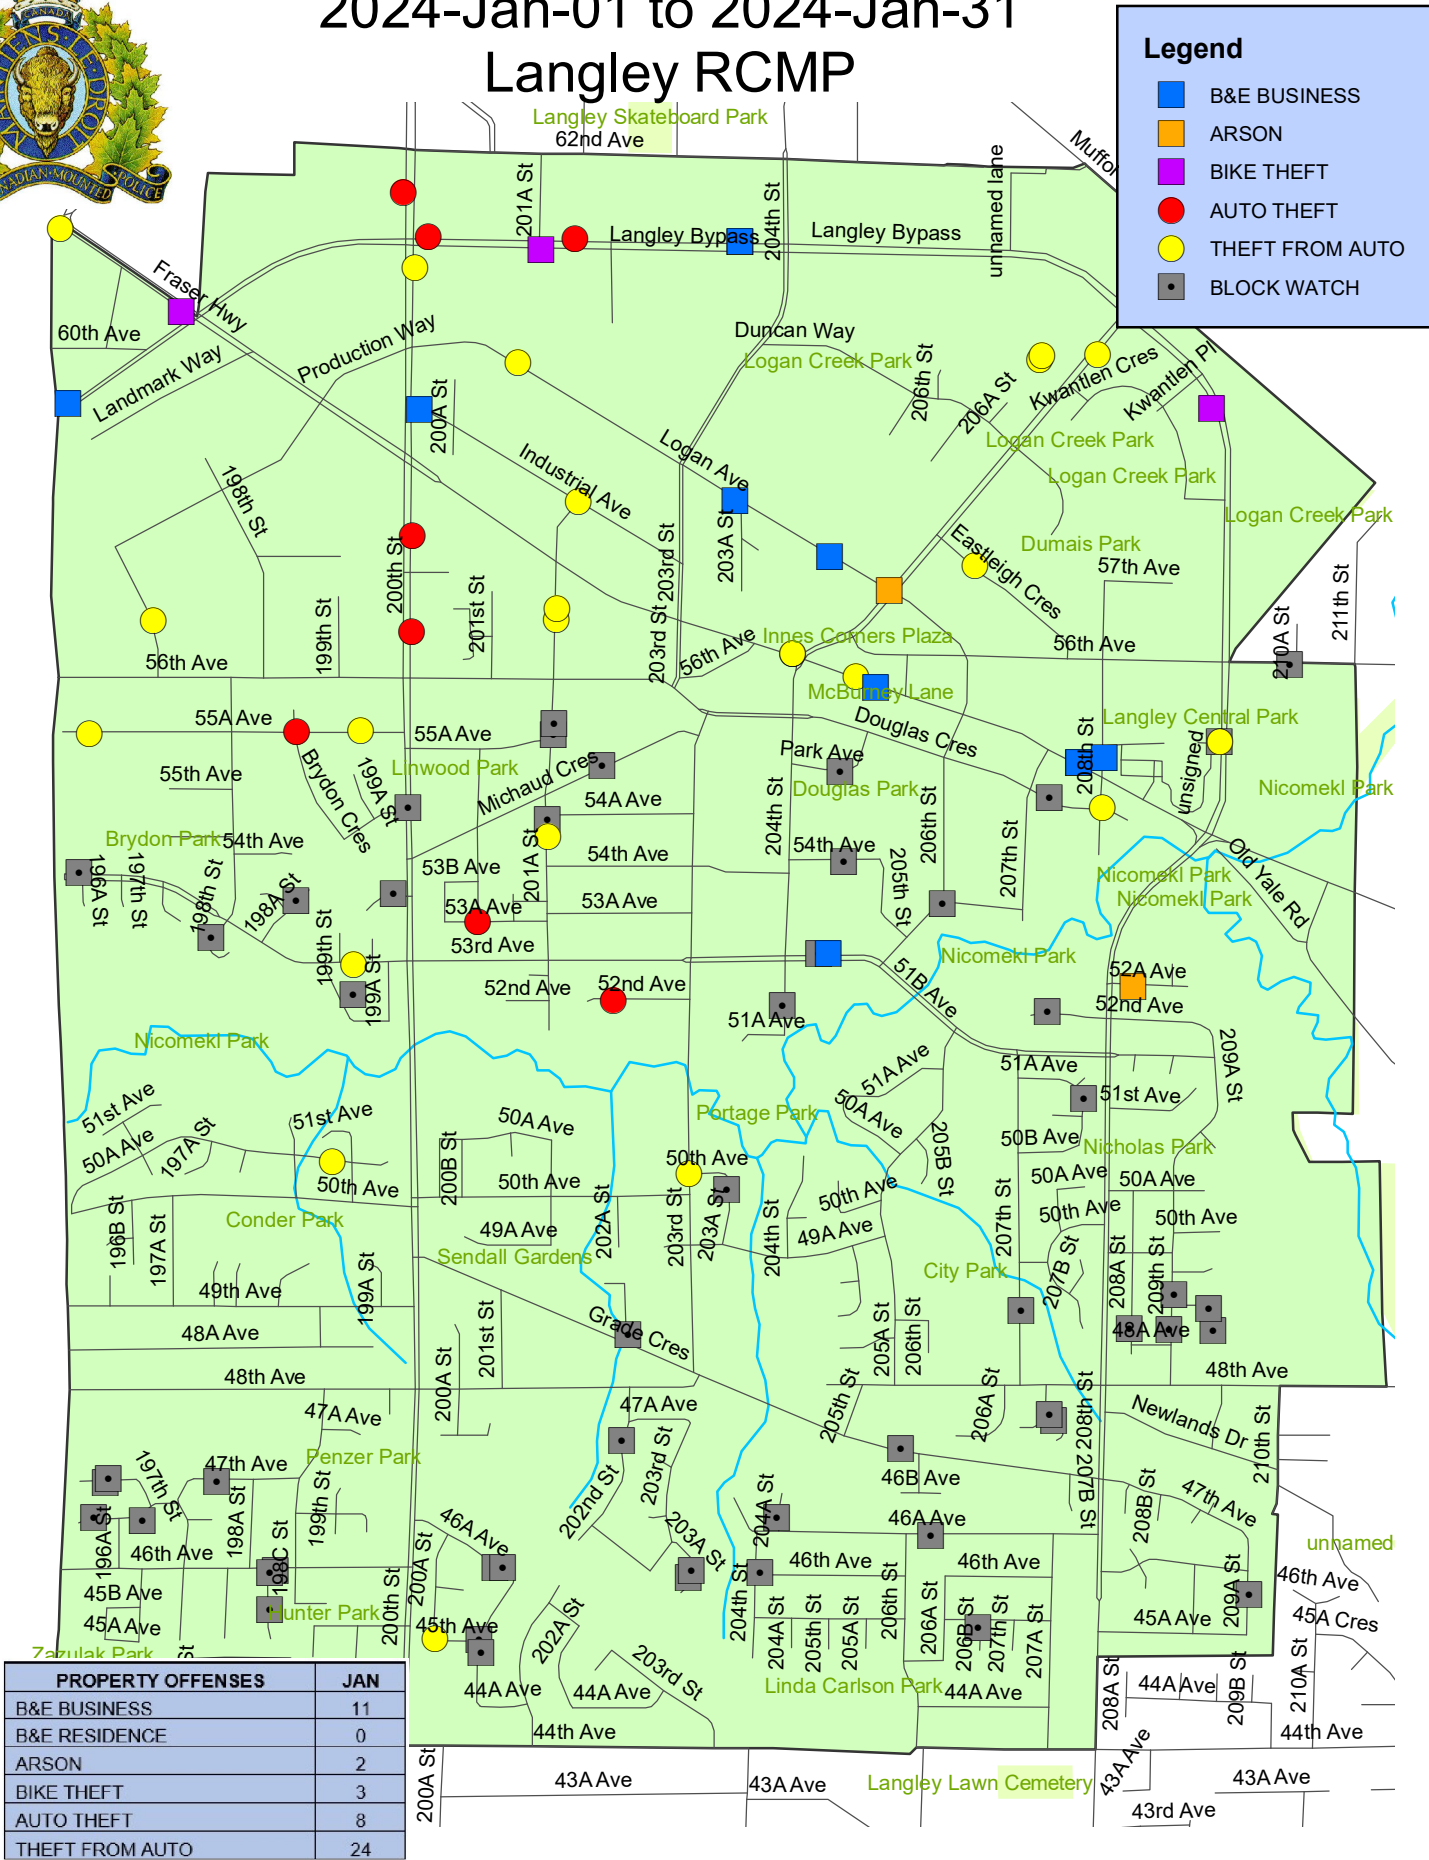 2024-Jan-01 to 2024-Jan-31
Langley RCMP
CANADA
MAINTIENS LE DROIT
CANADIAN MOUNTED POLICE
Legend
B&E BUSINESS
ARSON
BIKE THEFT
AUTO THEFT
THEFT FROM AUTO
BLOCK WATCH
Langley Skateboard Park
62nd Ave
201A St
204th St
unnamed lane
Langley Bypass
Langley Bypass
Fraser Hwy
60th Ave
Landmark Way
Production Way
Duncan Way
Logan Creek Park
206th St
206A St
Kwantlen Cres
Kwantlen Pl
200A St
Logan Ave
Industrial Ave
Logan Creek Park
Logan Creek Park
Logan Creek Park
198th St
203rd St
203A St
Eastleigh Cres
Dumais Park
57th Ave
200th St
201st St
199th St
211th St
210A St
203rd St
56th Ave
Innes Corners Plaza
56th Ave
56th Ave
McBurney Lane
55A Ave
55A Ave
Douglas Cres
Langley Central Park
208th St
unsigned
Park Ave
Brydon Cres
199A St
Linwood Park
Michaud Cres
55th Ave
54A Ave
Douglas Park
Nicomekl Park
204th St
206th St
207th St
Brydon Park
54th Ave
201A St
54th Ave
54th Ave
205th St
Old Yale Rd
53B Ave
196A St
197th St
198th St
198A St
199th St
53A Ave
53A Ave
Nicomekl Park
Nicomekl Park
53rd Ave
Nicomekl Park
51B Ave
52A Ave
52nd Ave
199A St
52nd Ave
52nd Ave
51A Ave
Nicomekl Park
51A Ave
51A Ave
209A St
51st Ave
51st Ave
51st Ave
50A Ave
197A St
50A Ave
Portage Park
50A Ave
205B St
50B Ave
Nicholas Park
50th Ave
200B St
50th Ave
50th Ave
50th Ave
50A Ave
50A Ave
207th St
50th Ave
50th Ave
196B St
197A St
Conder Park
49A Ave
202A St
203rd St
203A St
204th St
49A Ave
Sendall Gardens
City Park
207B St
208A St
209th St
49th Ave
199A St
48A Ave
201st St
Grade Cres
205A St
206th St
48A Ave
48th Ave
200A St
48th Ave
47A Ave
47A Ave
205th St
206A St
208th St
Newlands Dr
210th St
Penzer Park
47th Ave
197th St
203rd St
202nd St
46B Ave
207B St
208B St
47th Ave
196A St
198A St
199th St
46A Ave
204A St
46A Ave
46th Ave
198C St
200A St
203A St
46th Ave
46th Ave
unnamed
46th Ave
45B Ave
45A Ave
Hunter Park
200th St
45th Ave
202A St
204th St
204A St
205th St
205A St
206th St
206A St
206B St
207th St
207A St
45A Ave
209A St
45A Cres
Zazulak Park
St
203rd St
44A Ave
44A Ave
Linda Carlson Park
44A Ave
208A St
44A Ave
209B St
210A St
44th Ave
44th Ave
200A St
43A Ave
43A Ave
Langley Lawn Cemetery
43A Ave
43A Ave
43rd Ave
PROPERTY OFFENSES JAN
B&E BUSINESS 11
B&E RESIDENCE 0
ARSON 2
BIKE THEFT 3
AUTO THEFT 8
THEFT FROM AUTO 24